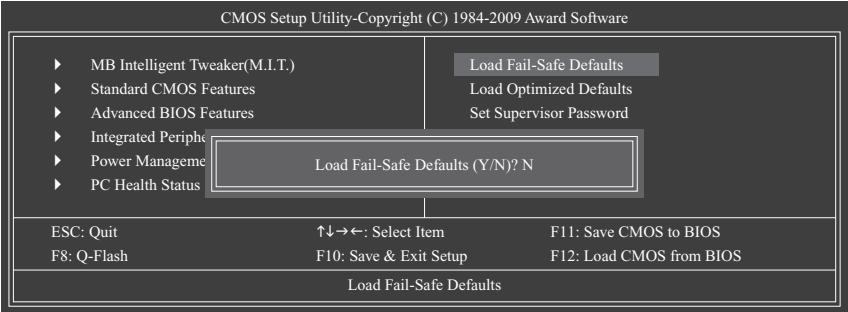 CMOS Setup Utility-Copyright (C) 1984-2009 Award Software
MB Intelligent Tweaker(M.I.T.)
Standard CMOS Features
Advanced BIOS Features
Integrated Periphe
Power Manageme
PC Health Status
Load Fail-Safe Defaults
Load Optimized Defaults
Set Supervisor Password
Load Fail-Safe Defaults (Y/N)? N
ESC: Quit
↑↓→←: Select Item
F11: Save CMOS to BIOS
F8: Q-Flash
F10: Save & Exit Setup
F12: Load CMOS from BIOS
Load Fail-Safe Defaults